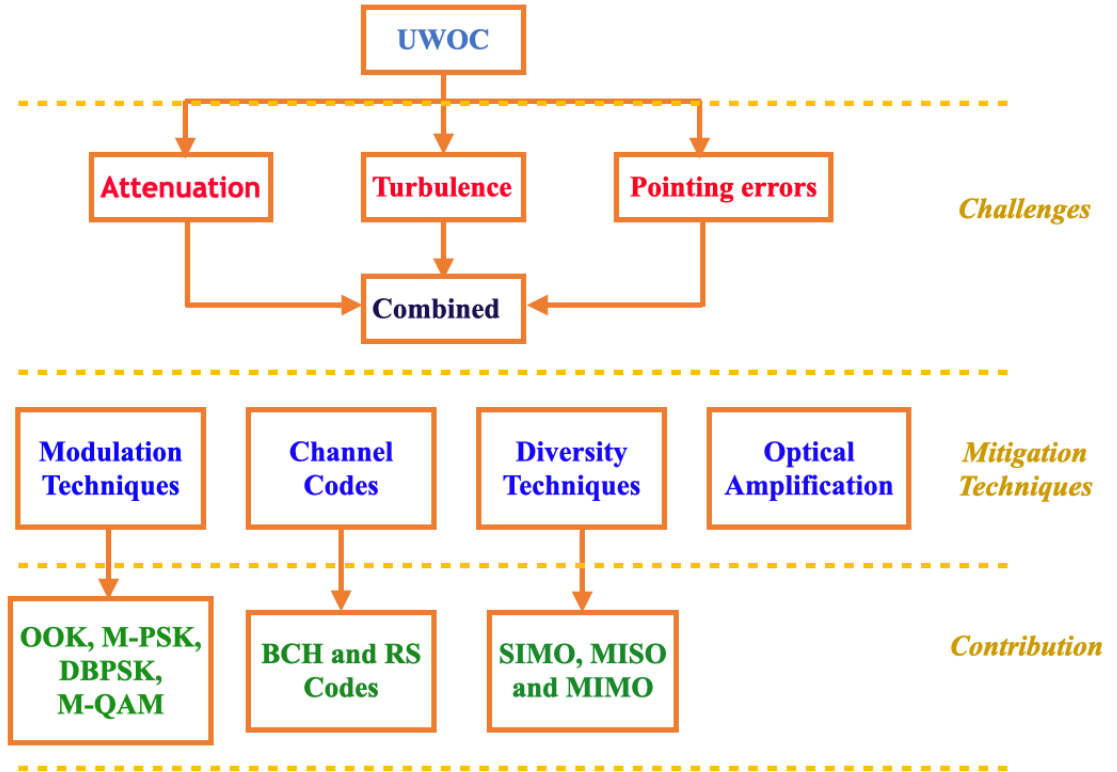 UWOC
Attenuation
Turbulence
Pointing errors
Challenges
Combined
Modulation
Techniques
Channel
Codes
Diversity
Techniques
Optical
Amplification
Mitigation
Techniques
OOK, M-PSK,
DBPSK,
M-QAM
BCH and RS
Codes
SIMO, MISO
and MIMO
Contribution